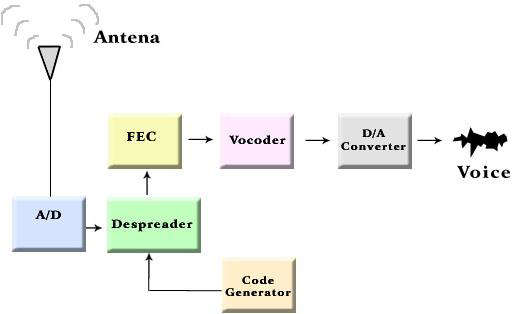 Antena
FEC
Vocoder
D/A
Converter
Voice
A/D
Despreader
Code
Generator